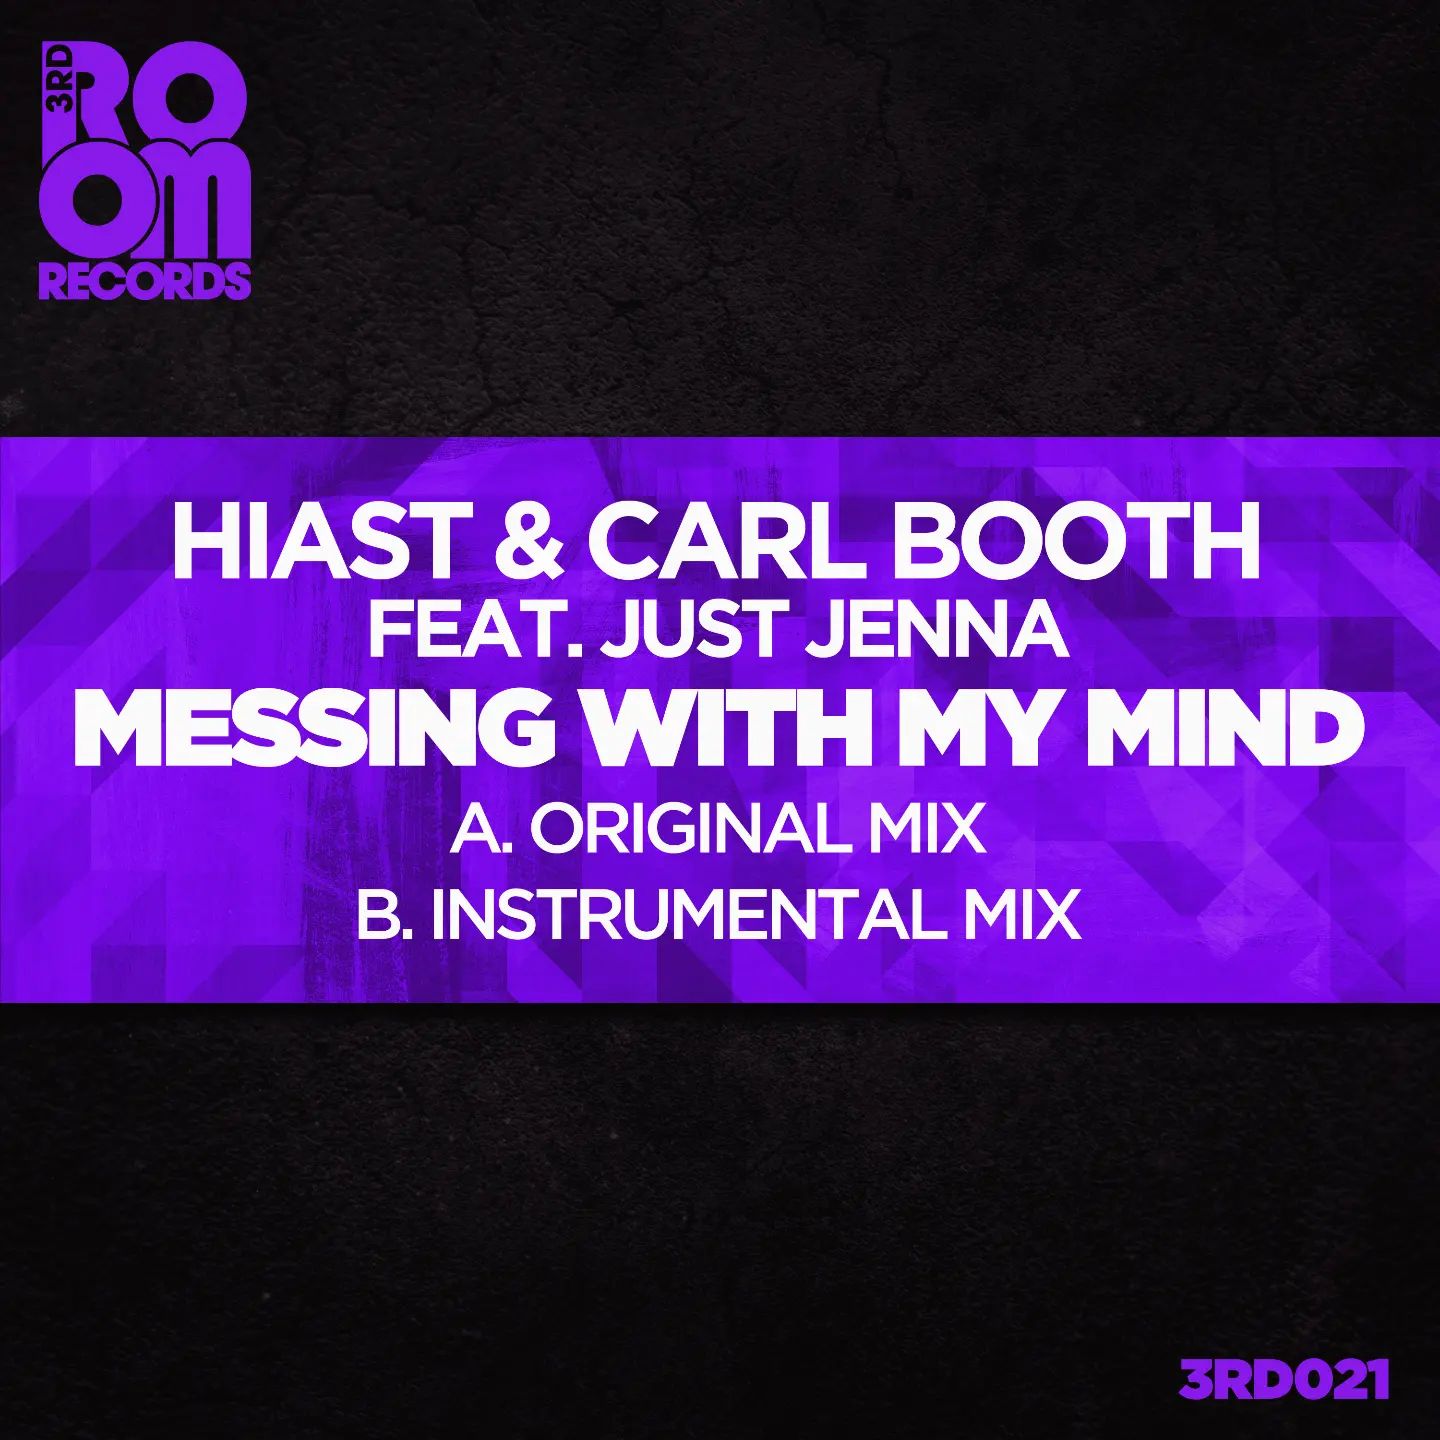 3RD
RO
OM
RECORDS
HIAST & CARL BOOTH
FEAT. JUST JENNA
MESSING WITH MY MIND
A. ORIGINAL MIX
B. INSTRUMENTAL MIX
3RD021